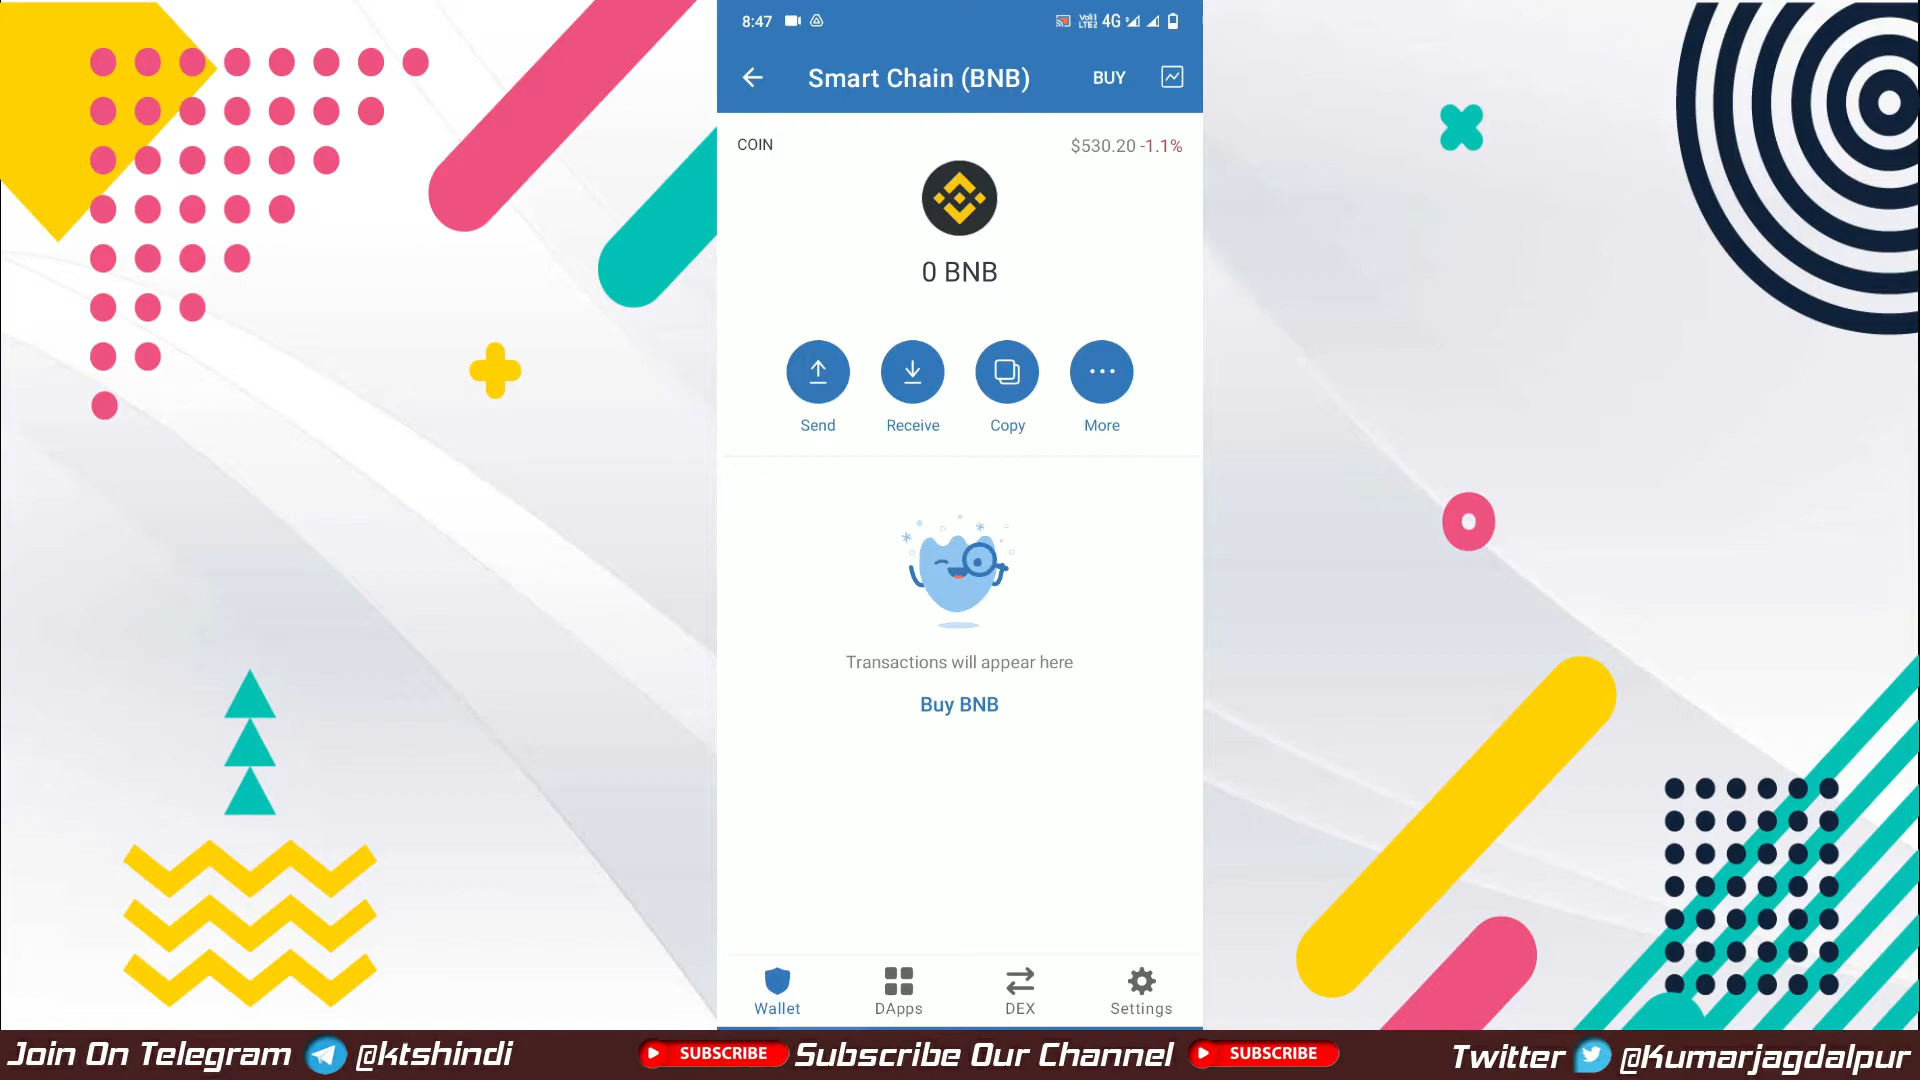 8:47
4G
Smart Chain (BNB)
BUY
COIN
$530.20 -1.1%
0 BNB
Send
Receive
Copy
More
Transactions will appear here
Buy BNB
Wallet
DApps
DEX
Settings
Join On Telegram @ktshindi
SUBSCRIBE
Subscribe Our Channel
SUBSCRIBE
Twitter @Kumarjagdalpur